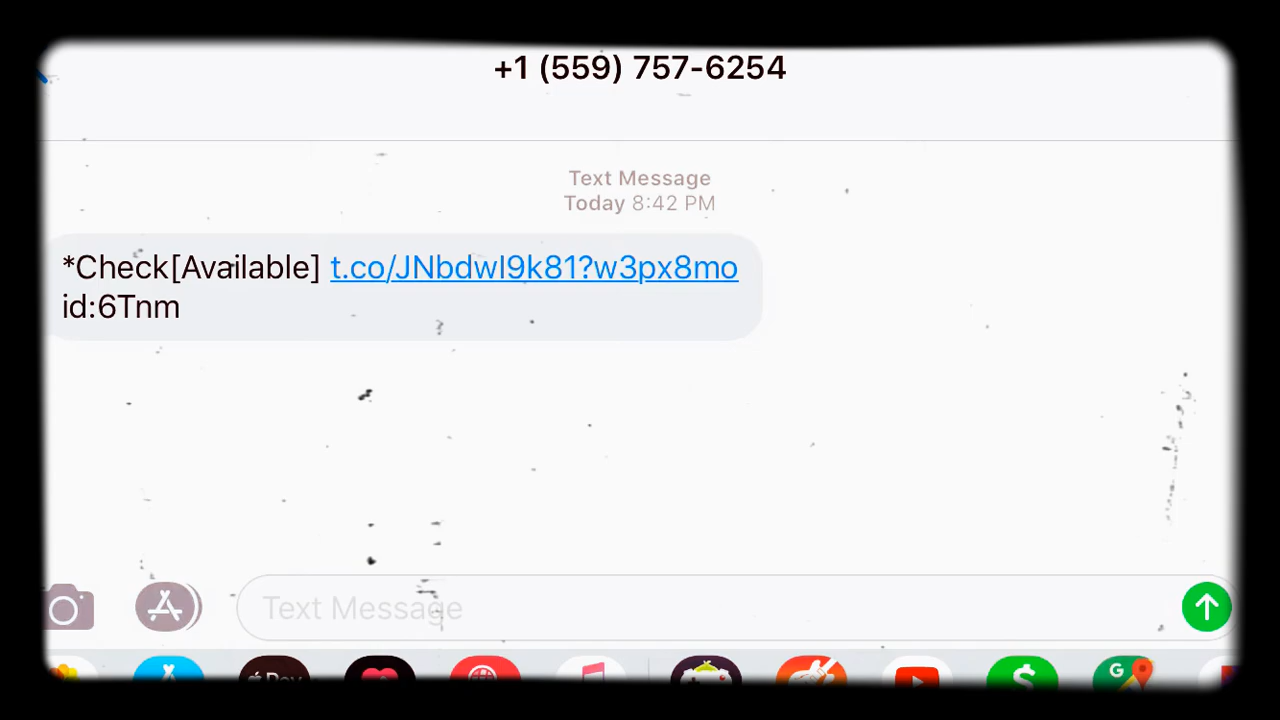 +1 (559) 757-6254
Text Message
Today 8:42 PM
*Check[Available] t.co/JNbdwI9k81?w3px8mo
id:6Tnm
Text Message
Pay
G